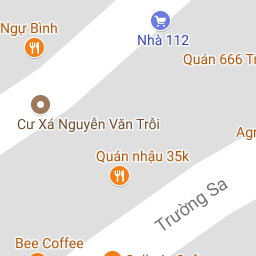 Ngự Bình
Nhà 112
Quán 666
Cư Xá Nguyễn Văn Trỗi
Quán nhậu 35k
Trường Sa
Bee Coffee